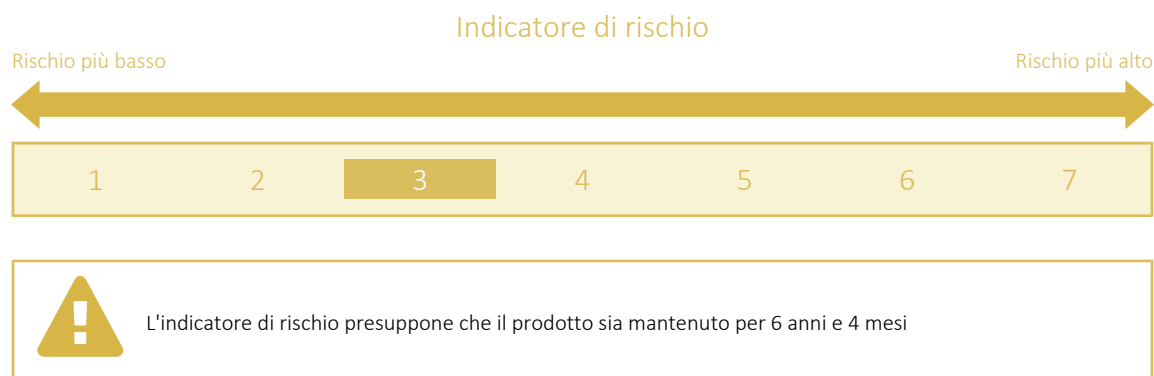 Indicatore di rischio
Rischio più basso Rischio più alto
1 2 3 4 5 6 7
L'indicatore di rischio presuppone che il prodotto sia mantenuto per 6 anni e 4 mesi